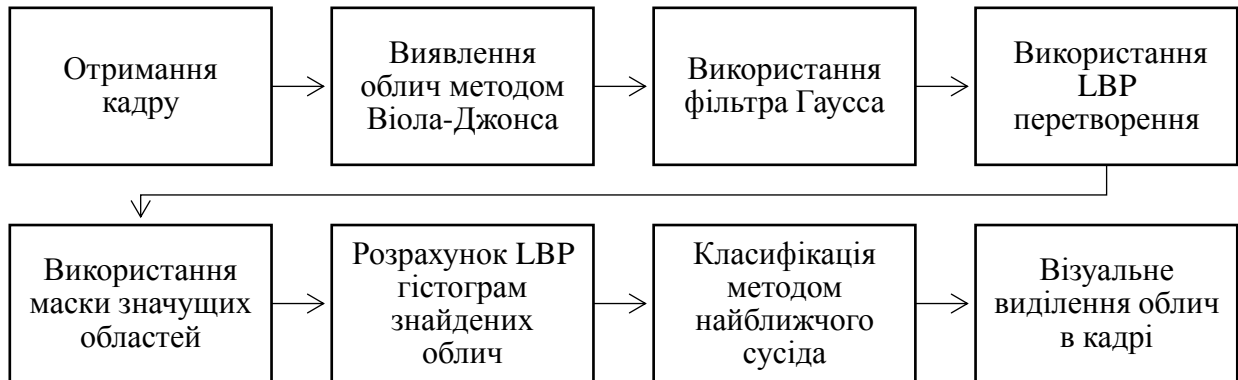 Отримання
кадру
Виявлення
облич методом
Віола-Джонса
Використання
фільтра Гаусса
Використання
LBP
перетворення
Використання
маски значущих
областей
Розрахунок LBP
гістограм
знайдених
облич
Класифікація
методом
найближчого
сусіда
Візуальне
виділення облич
в кадрі